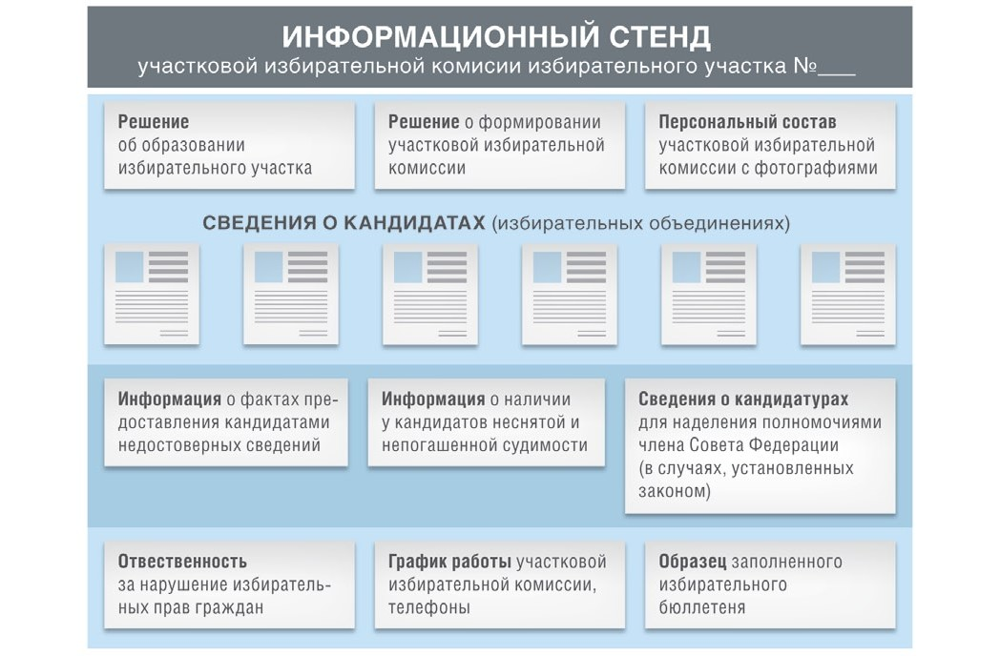 ИНФОРМАЦИОННЫЙ СТЕНД
участковой избирательной комисии избирательного участка №___
Решение
об образовании
избирательного участка
Решение о формировании
участковой избирательной
комиссии
Персональный состав
участковой избирательной
комиссии с фотографиями
СВЕДЕНИЯ О КАНДИДАТАХ (избирательных объединениях)
Информация о фактах пре-
доставления кандидатами
недостоверных сведений
Информация о наличии
у кандидатов неснятой и
непогашенной судимости
Сведения о кандидатурах
для наделения полномочиями
члена Совета Федерации
(в случаях, установленных
законом)
Отвественность
за нарушение избиратель-
ных прав граждан
График работы участковой
избирательной комиссии,
телефоны
Образец заполненного
избирательного
бюллетеня